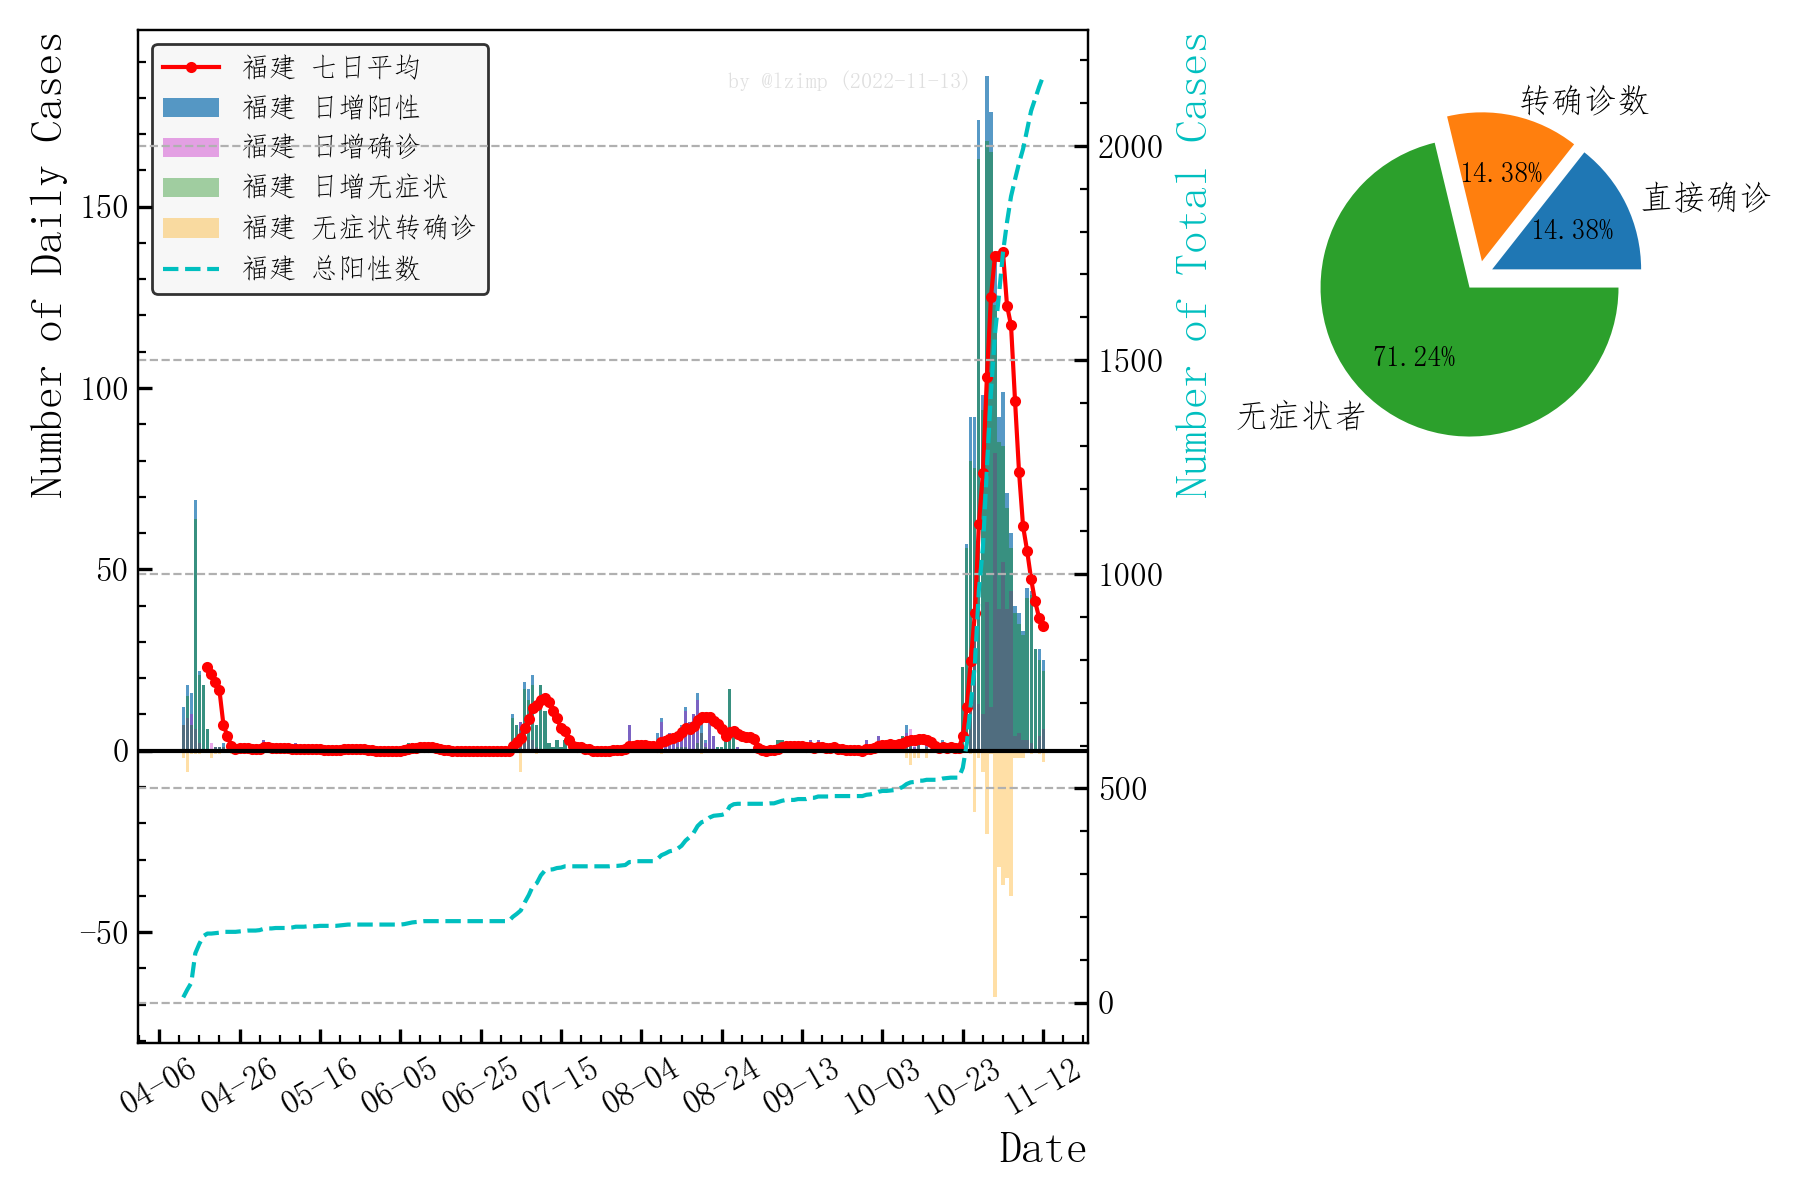 Number of Daily Cases
福建 七日平均
福建 日增阳性
福建 日增确诊
福建 日增无症状
福建 无症状转确诊
福建 总阳性数
by @lzimp (2022-11-13)
150
100
50
0
-50
2000
1500
1000
500
0
Number of Total Cases
04-06
04-26
05-16
06-05
06-25
07-15
08-04
08-24
09-13
10-03
10-23
11-12
Date
转确诊数
14.38%
直接确诊
14.38%
71.24%
无症状者